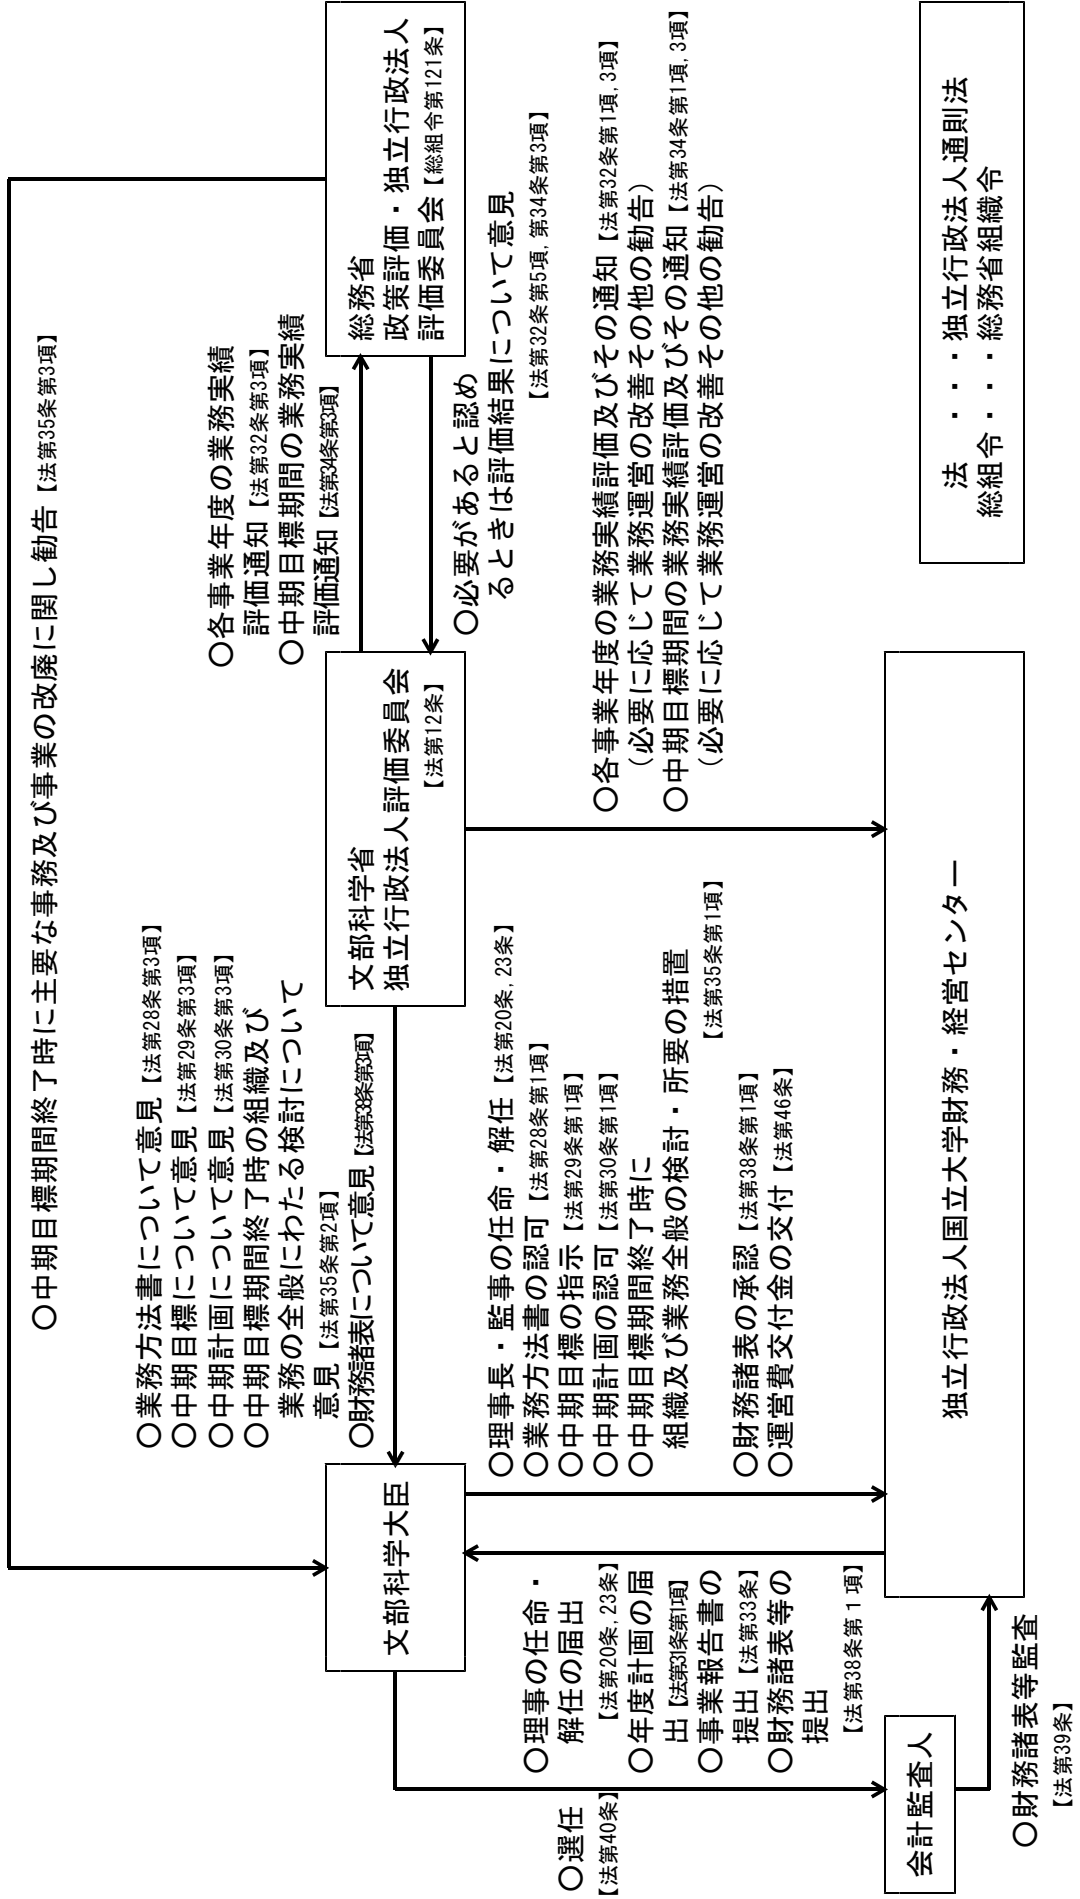 ○中期目標期間終了時に主要な事務及び事業の改廃に関し勧告【法第35条第3項】
○業務方法書について意見【法第28条第3項】
○中期目標について意見【法第29条第3項】
○中期計画について意見【法第30条第3項】
○中期目標期間終了時の組織及び
業務の全般にわたる検討について
意見【法第35条第2項】
○財務諸表について意見【法第38条第3項】
○各事業年度の業務実績
評価通知【法第32条第3項】
○中期目標期間の業務実績
評価通知【法第34条第3項】
文部科学大臣
文部科学省
独立行政法人評価委員会
【法第12条】
総務省
政策評価・独立行政法人
評価委員会【総組令第121条】
○必要があると認め
るときは評価結果について意見
【法第32条第5項,第34条第3項】
○選任
【法第40条】
○理事の任命・
解任の届出
【法第20条,23条】
○年度計画の届
出【法第31条第1項】
○事業報告書の
提出【法第33条】
○財務諸表等の
提出
【法第38条第１項】
○理事長・監事の任命・解任【法第20条,23条】
○業務方法書の認可【法第28条第1項】
○中期目標の指示【法第29条第1項】
○中期計画の認可【法第30条第1項】
○中期目標期間終了時に
組織及び業務全般の検討・所要の措置
【法第35条第1項】
○財務諸表の承認【法第38条第1項】
○運営費交付金の交付【法第46条】
○各事業年度の業務実績評価及びその通知【法第32条第1項,3項】
（必要に応じて業務運営の改善その他の勧告）
○中期目標期間の業務実績評価及びその通知【法第34条第1項,3項】
（必要に応じて業務運営の改善その他の勧告）
会計監査人
○財務諸表等監査
【法第39条】
独立行政法人国立大学財務・経営センター
法　・・・独立行政法人通則法
総組令・・・総務省組織令